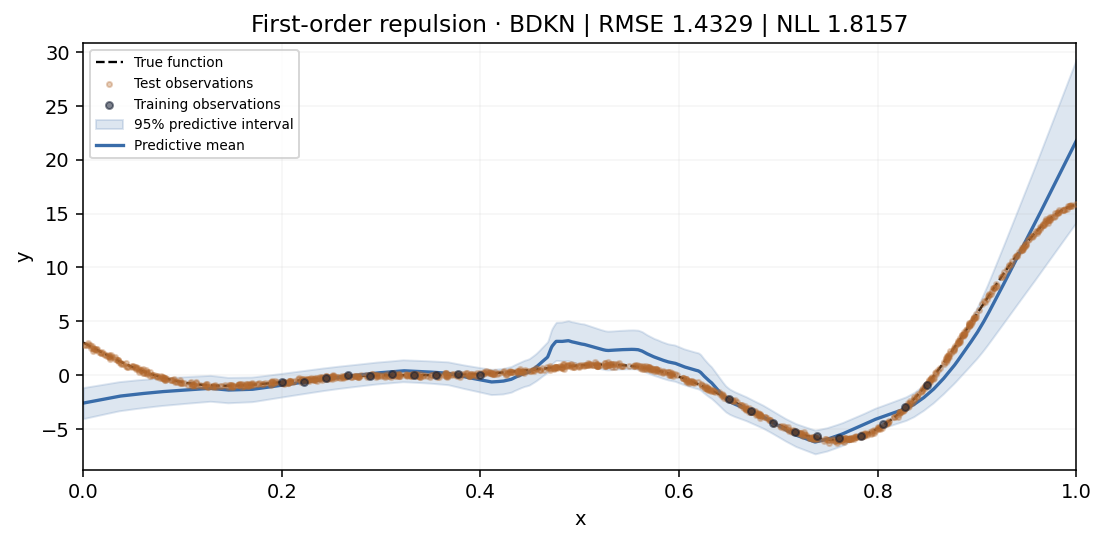 First-order repulsion · BDKN | RMSE 1.4329 | NLL 1.8157
True function
Test observations
Training observations
95% predictive interval
Predictive mean
30
25
20
15
10
5
0
−5
y
0.0 0.2 0.4 0.6 0.8 1.0
x